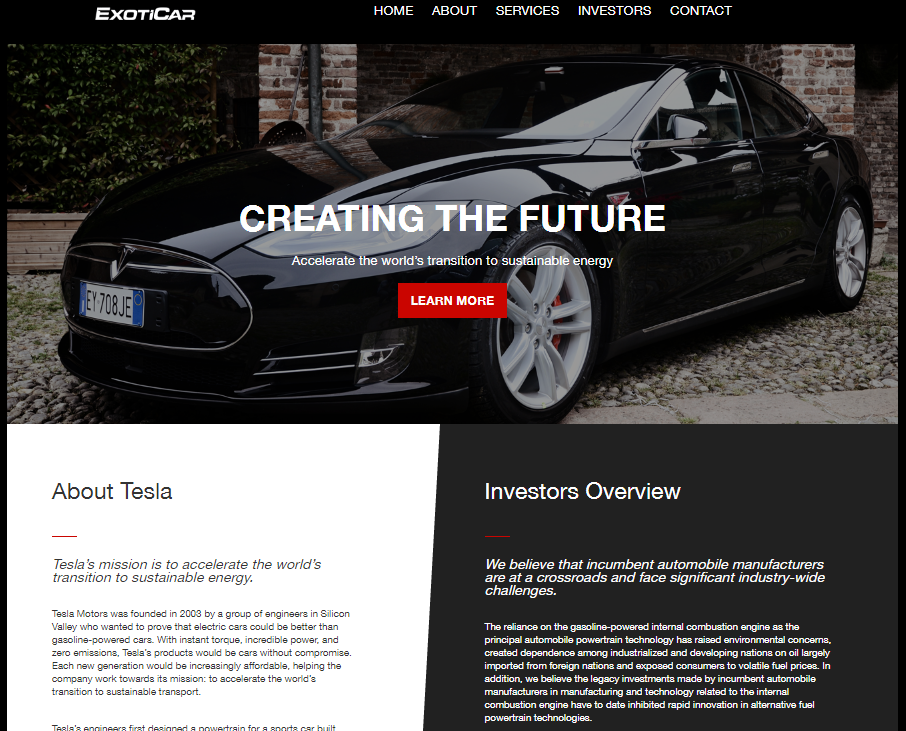 EXOTICAR
HOME ABOUT SERVICES INVESTORS CONTACT
CREATING THE FUTURE
Accelerate the world's transition to sustainable energy
LEARN MORE
EY 708JE
About Tesla
Tesla's mission is to accelerate the world's
transition to sustainable energy.
Tesla Motors was founded in 2003 by a group of engineers in Silicon
Valley who wanted to prove that electric cars could be better than
gasoline-powered cars. With instant torque, incredible power, and
zero emissions, Tesla's products would be cars without compromise.
Each new generation would be increasingly affordable, helping the
company work towards its mission: to accelerate the world's
transition to sustainable transport.
Tesla's engineers first designed a powertrain for a sports car built
Investors Overview
We believe that incumbent automobile manufacturers
are at a crossroads and face significant industry-wide
challenges.
The reliance on the gasoline-powered internal combustion engine as the
principal automobile powertrain technology has raised environmental concerns,
created dependence among industrialized and developing nations on oil largely
imported from foreign nations and exposed consumers to volatile fuel prices. In
addition, we believe the legacy investments made by incumbent automobile
manufacturers in manufacturing and technology related to the internal
combustion engine have to date inhibited rapid innovation in alternative fuel
powertrain technologies.